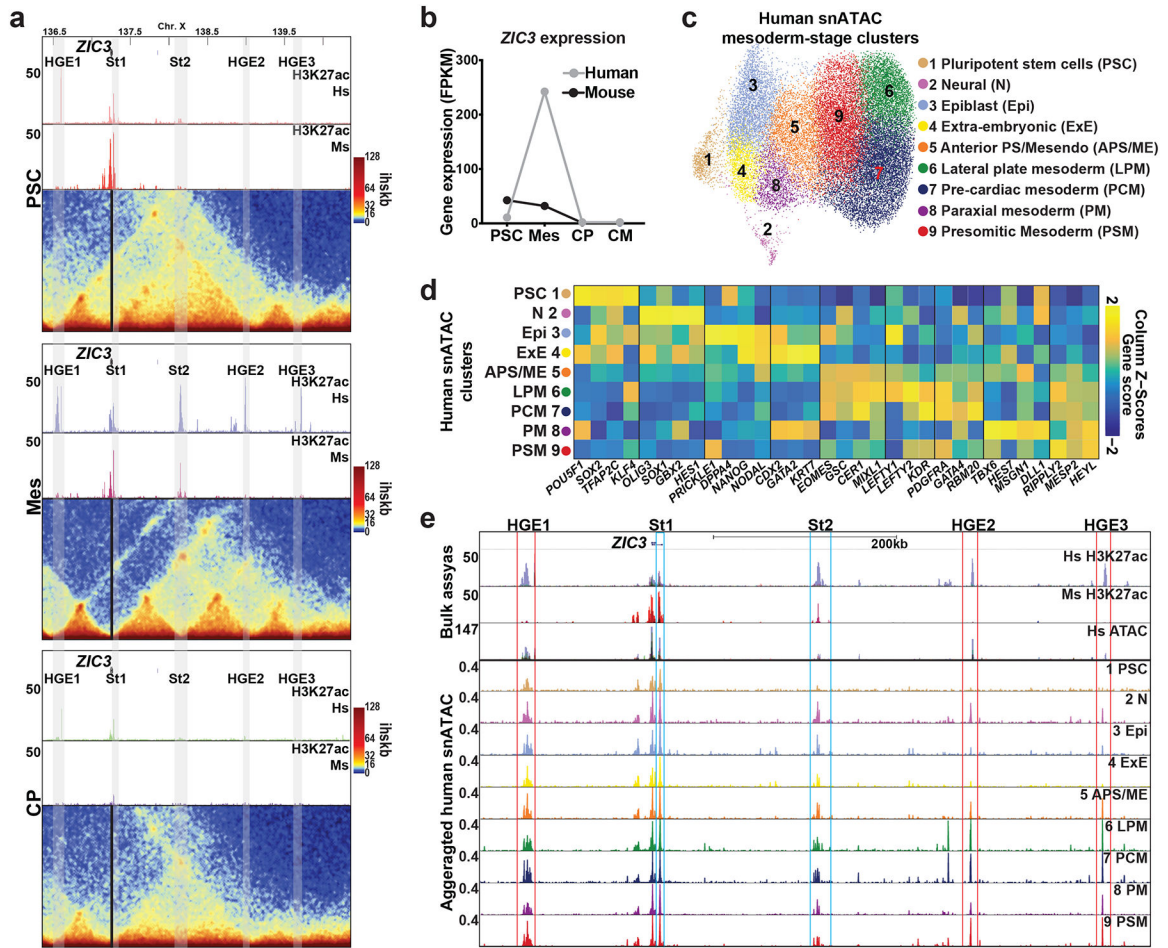 a
136.5 137.5 Chr. X 138.5 139.5
ZIC3
HGE1 St1 St2 HGE2 HGE3
50
H3K27ac
Hs
50
H3K27ac
Ms
PSC
128
64
32
16
0
ihskb
ZIC3
HGE1 St1 St2 HGE2 HGE3
50
H3K27ac
Hs
50
H3K27ac
Ms
Mes
128
64
32
16
0
ihskb
ZIC3
HGE1 St1 St2 HGE2 HGE3
50
H3K27ac
Hs
50
H3K27ac
Ms
CP
128
64
32
16
0
ihskb
b
ZIC3 expression
Gene expression (FPKM)
300
200
100
0
Human
Mouse
PSC Mes CP CM
c
Human snATAC
mesoderm-stage clusters
1
2
3
4
5
6
7
8
9
1 Pluripotent stem cells (PSC)
2 Neural (N)
3 Epiblast (Epi)
4 Extra-embryonic (ExE)
5 Anterior PS/Mesendo (APS/ME)
6 Lateral plate mesoderm (LPM)
7 Pre-cardiac mesoderm (PCM)
8 Paraxial mesoderm (PM)
9 Presomitic Mesoderm (PSM)
d
Human snATAC
clusters
PSC 1
N 2
Epi 3
ExE 4
APS/ME 5
LPM 6
PCM 7
PM 8
PSM 9
POU5F1 SOX2 TFAP2C KLF4 OLIG3 SOX1 GBX2 HES1 PRICKLE1 DPPA4 NANOG NODAL CDX2 GATA2 KRT7 EOMES GSC CER1 MIXL1 LEFTY1 LEFTY2 KDR PDGFRA GATA4 RBM20 TBX6 HES7 MSGN1 DLL1 RIPPLY2 MESP2 HEYL
2
-2
Column Z-Scores
Gene score
e
HGE1 St1 St2 HGE2 HGE3
ZIC3
200kb
Bulk assyas
50
Hs H3K27ac
50
Ms H3K27ac
147
Hs ATAC
Aggeragted human snATAC
0.4
1 PSC
0.4
2 N
0.4
3 Epi
0.4
4 ExE
0.4
5 APS/ME
0.4
6 LPM
0.4
7 PCM
0.4
8 PM
0.4
9 PSM